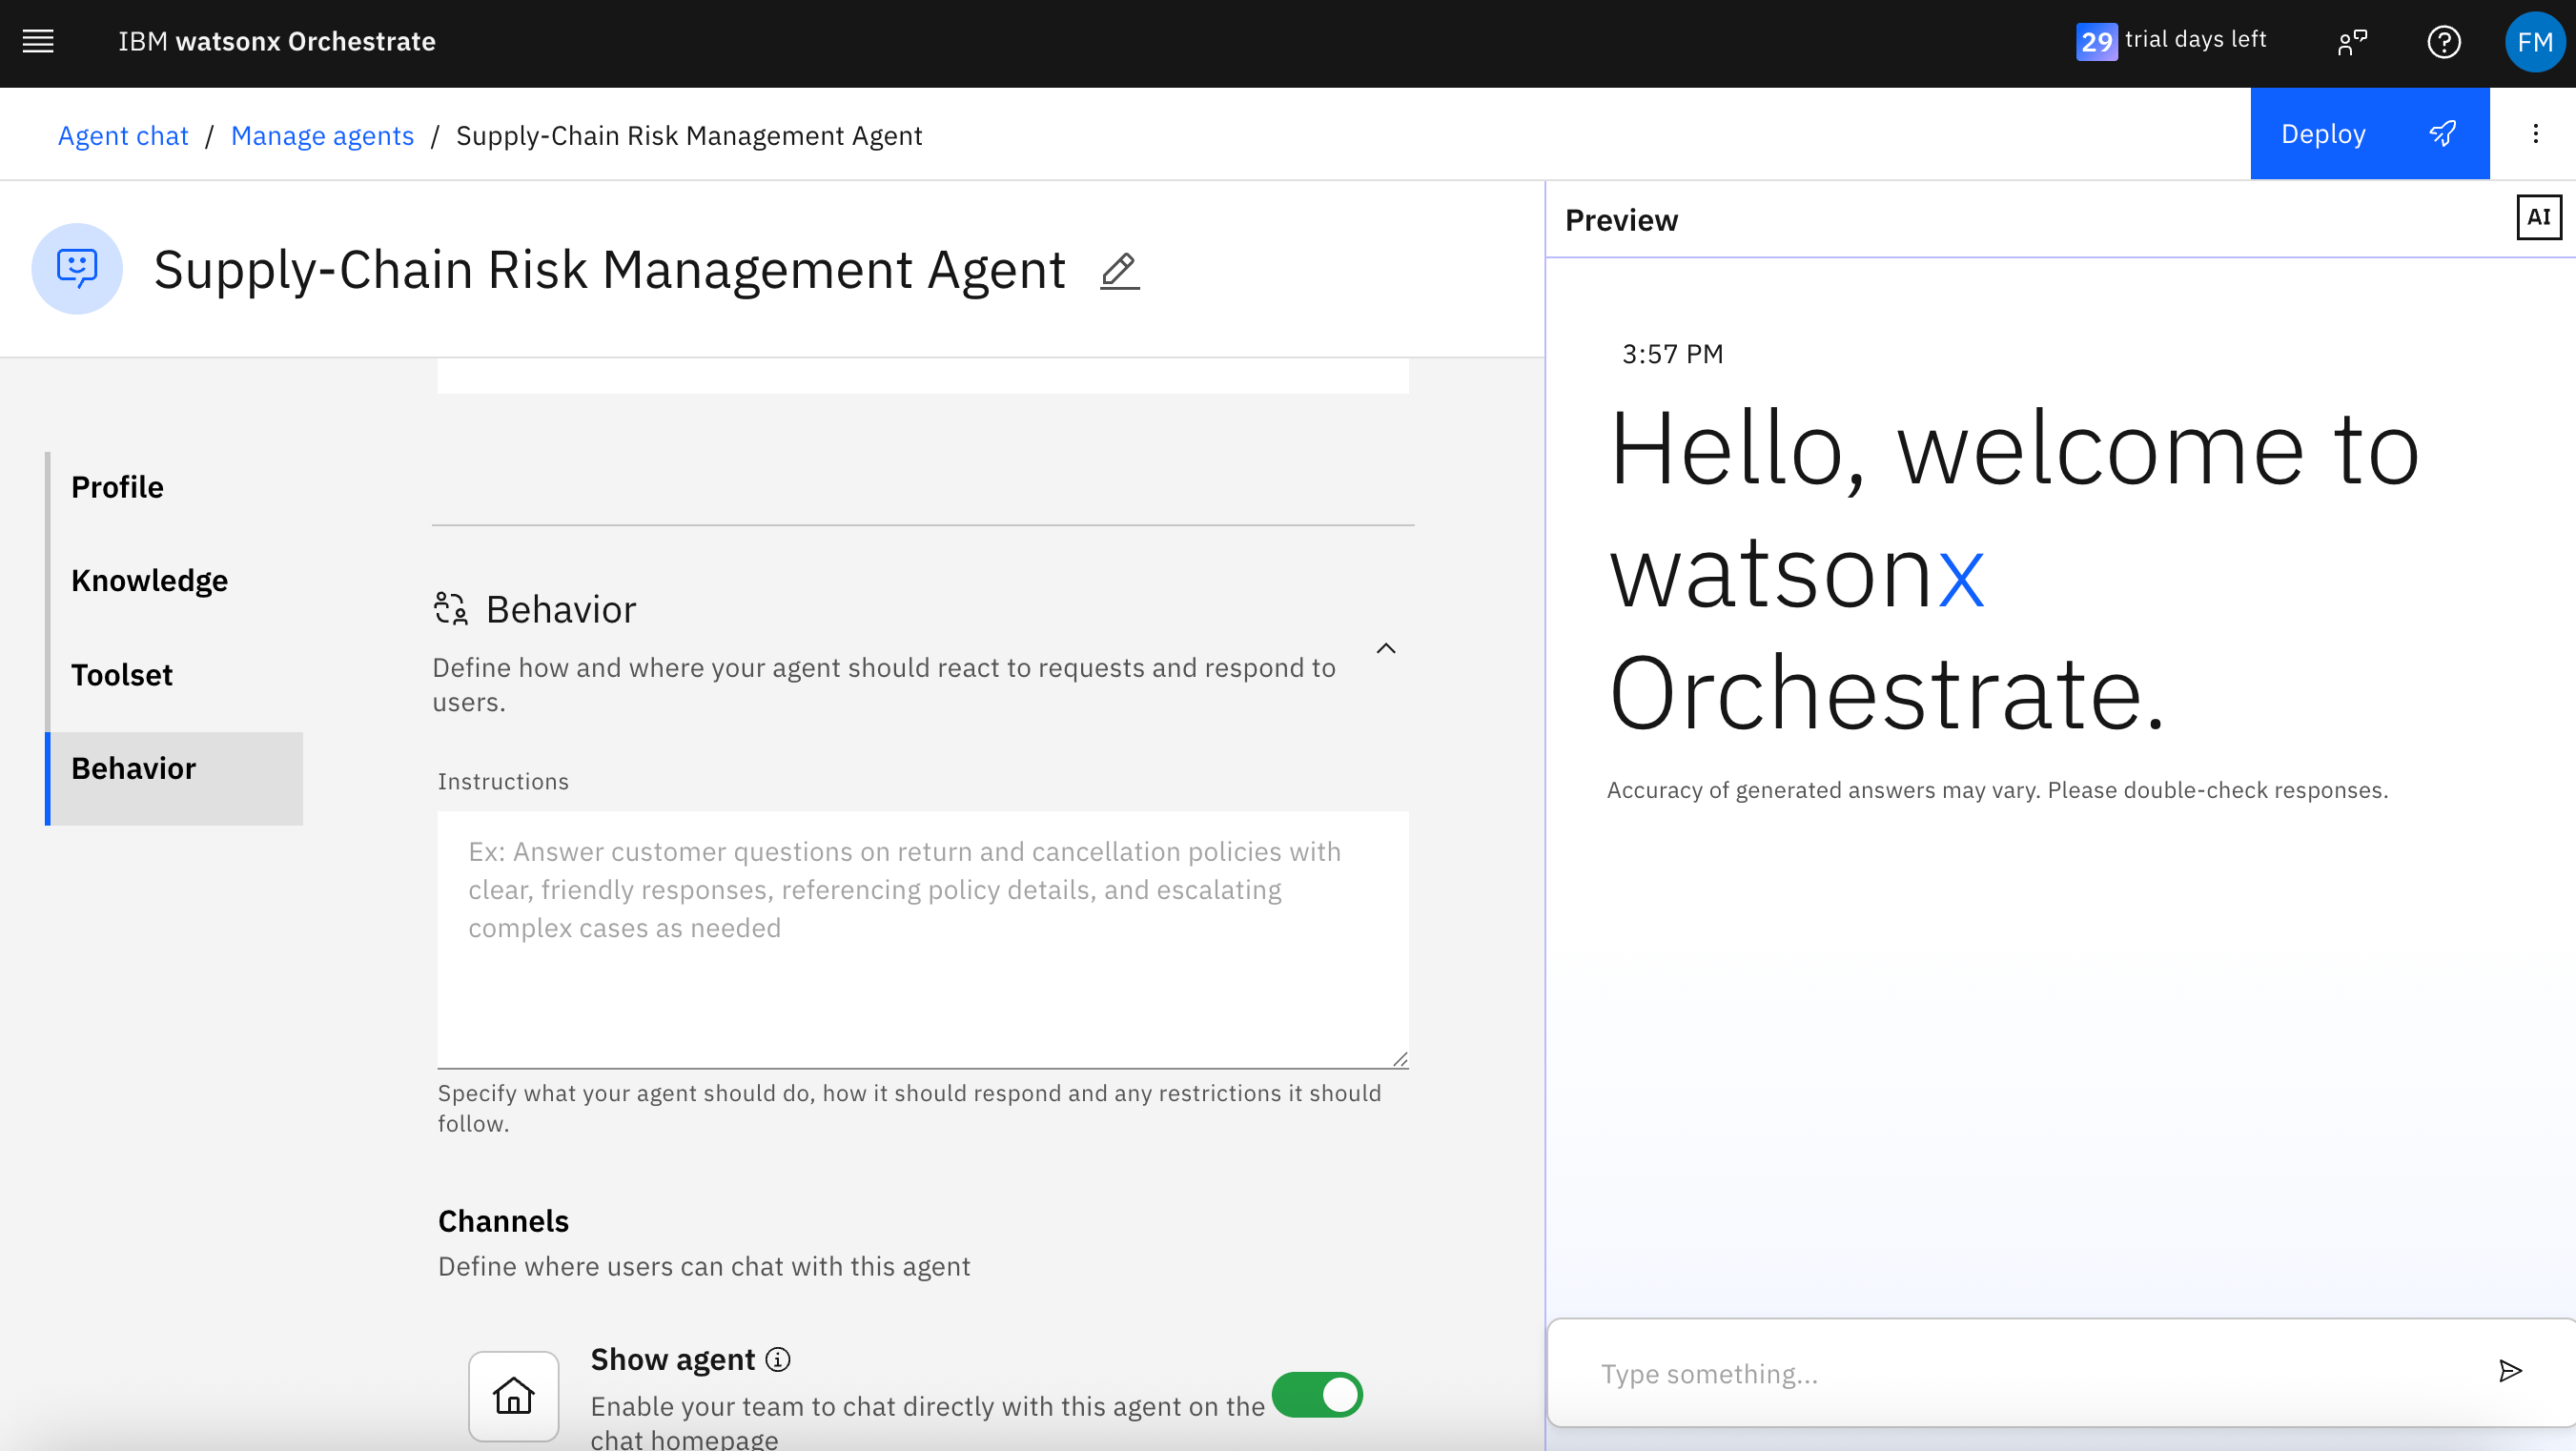 IBM watsonx Orchestrate
29 trial days left
FM
Agent chat / Manage agents / Supply-Chain Risk Management Agent
Deploy
Supply-Chain Risk Management Agent
Profile
Knowledge
Toolset
Behavior
Behavior
Define how and where your agent should react to requests and respond to
users.
Instructions
Ex: Answer customer questions on return and cancellation policies with
clear, friendly responses, referencing policy details, and escalating
complex cases as needed
Specify what your agent should do, how it should respond and any restrictions it should
follow.
Channels
Define where users can chat with this agent
Show agent
Enable your team to chat directly with this agent on the
chat homepage
Preview
AI
3:57 PM
Hello, welcome to
watsonx
Orchestrate.
Accuracy of generated answers may vary. Please double-check responses.
Type something...